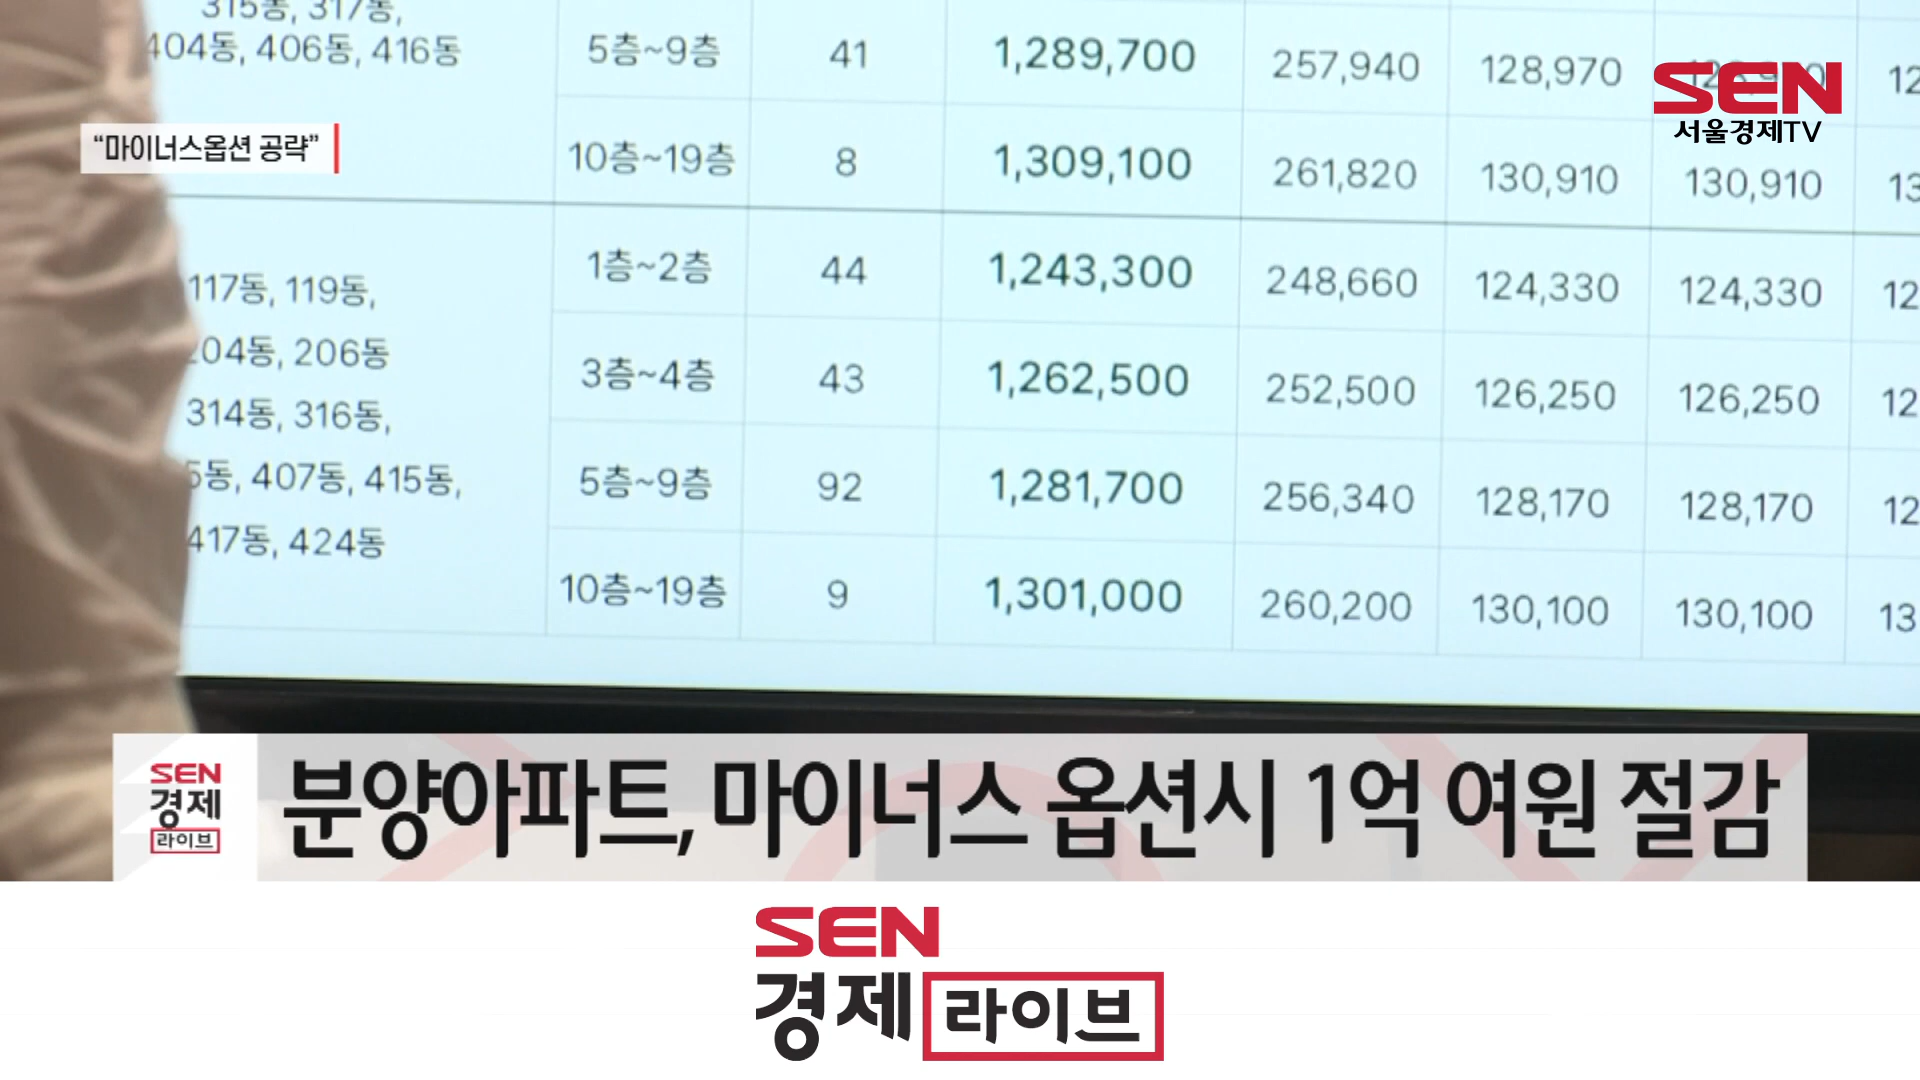 315동, 317동,
404동, 406동, 416동
5층~9층 41 1,289,700 257,940 128,970
10층~19층 8 1,309,100 261,820 130,910 130,910
117동, 119동,
204동, 206동
314동, 316동,
407동, 415동,
417동, 424동
1층~2층 44 1,243,300 248,660 124,330 124,330
3층~4층 43 1,262,500 252,500 126,250 126,250
5층~9층 92 1,281,700 256,340 128,170 128,170
10층~19층 9 1,301,000 260,200 130,100 130,100
SEN
서울경제TV
“마이너스옵션 공략”
SEN
경제
라이브
분양아파트, 마이너스 옵션시 1억 여원 절감
SEN
경제 라이브